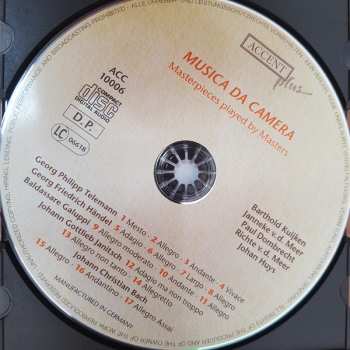 ACCENT
plus
MUSICA DA CAMERA
Masterpieces played by Masters
ACC
10006
COMPACT
disc
DIGITAL AUDIO
D.P.
LC 06618
Barthold Kuijken
Janneke v.d. Meer
Paul Dombrecht
Richte v. d. Meer
Johan Huys
Georg Philipp Telemann 1 Mesto · 2 Allegro · 3 Andante · 4 Vivace
Georg Friedrich Händel 5 Adagio · 6 Allegro · 7 Largo · 8 Allegro
Baldassare Galuppi 9 Allegro moderato · 10 Andante · 11 Allegro
Johann Gottlieb Janitsch 12 Adagio ma non troppo
13 Allegro non tanto · 14 Allegretto
Johann Christian Bach
15 Allegro · 16 Andantino · 17 Allegro Assai
MANUFACTURED IN GERMANY